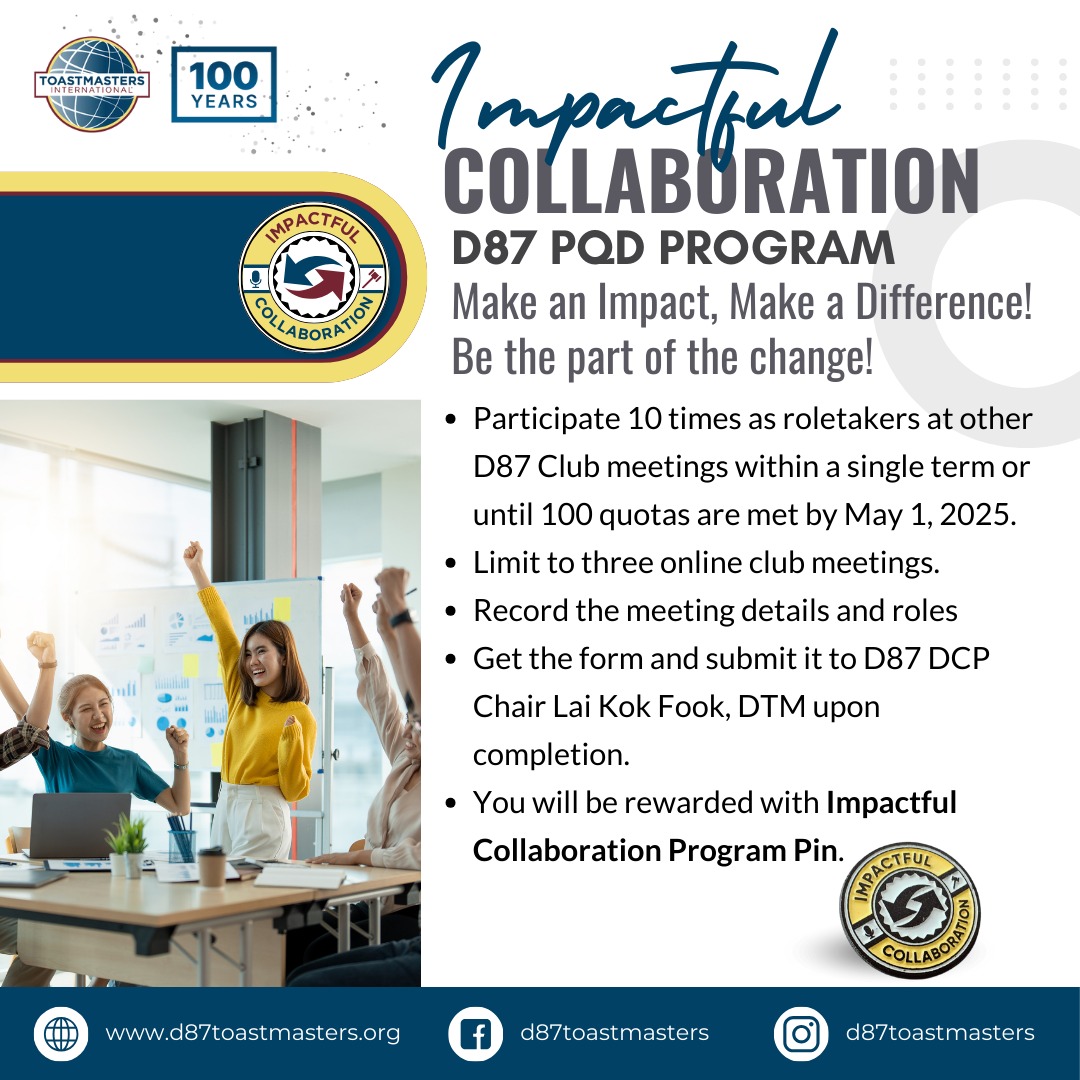 TOASTMASTERS
INTERNATIONAL
100
YEARS
Impactful
COLLABORATION
D87 PQD PROGRAM
Make an Impact, Make a Difference!
Be the part of the change!
IMPACTFUL
COLLABORATION
Participate 10 times as roletakers at other
D87 Club meetings within a single term or
until 100 quotas are met by May 1, 2025.
Limit to three online club meetings.
Record the meeting details and roles
Get the form and submit it to D87 DCP
Chair Lai Kok Fook, DTM upon
completion.
You will be rewarded with Impactful
Collaboration Program Pin.
IMPACTFUL
COLLABORATION
www.d87toastmasters.org
d87toastmasters
d87toastmasters